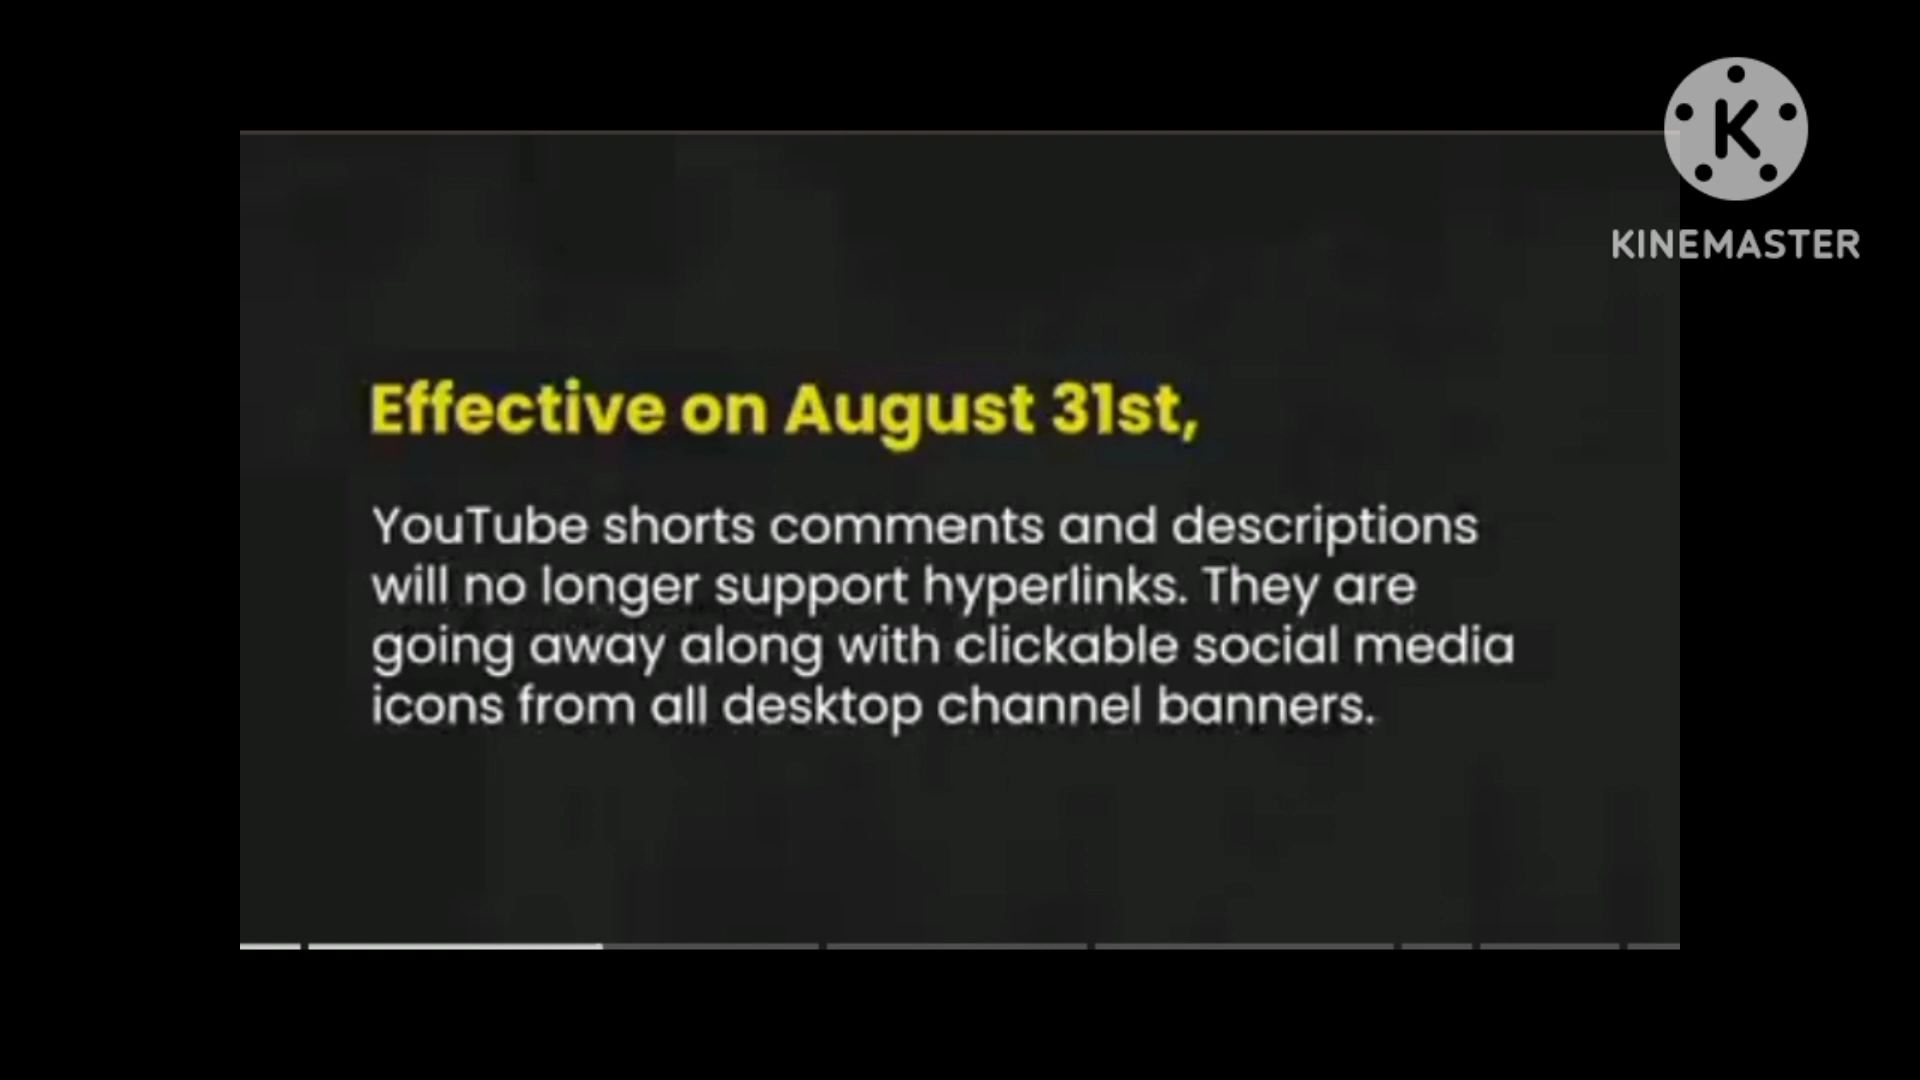 K
KINEMASTER
Effective on August 31st,
YouTube shorts comments and descriptions
will no longer support hyperlinks. They are
going away along with clickable social media
icons from all desktop channel banners.